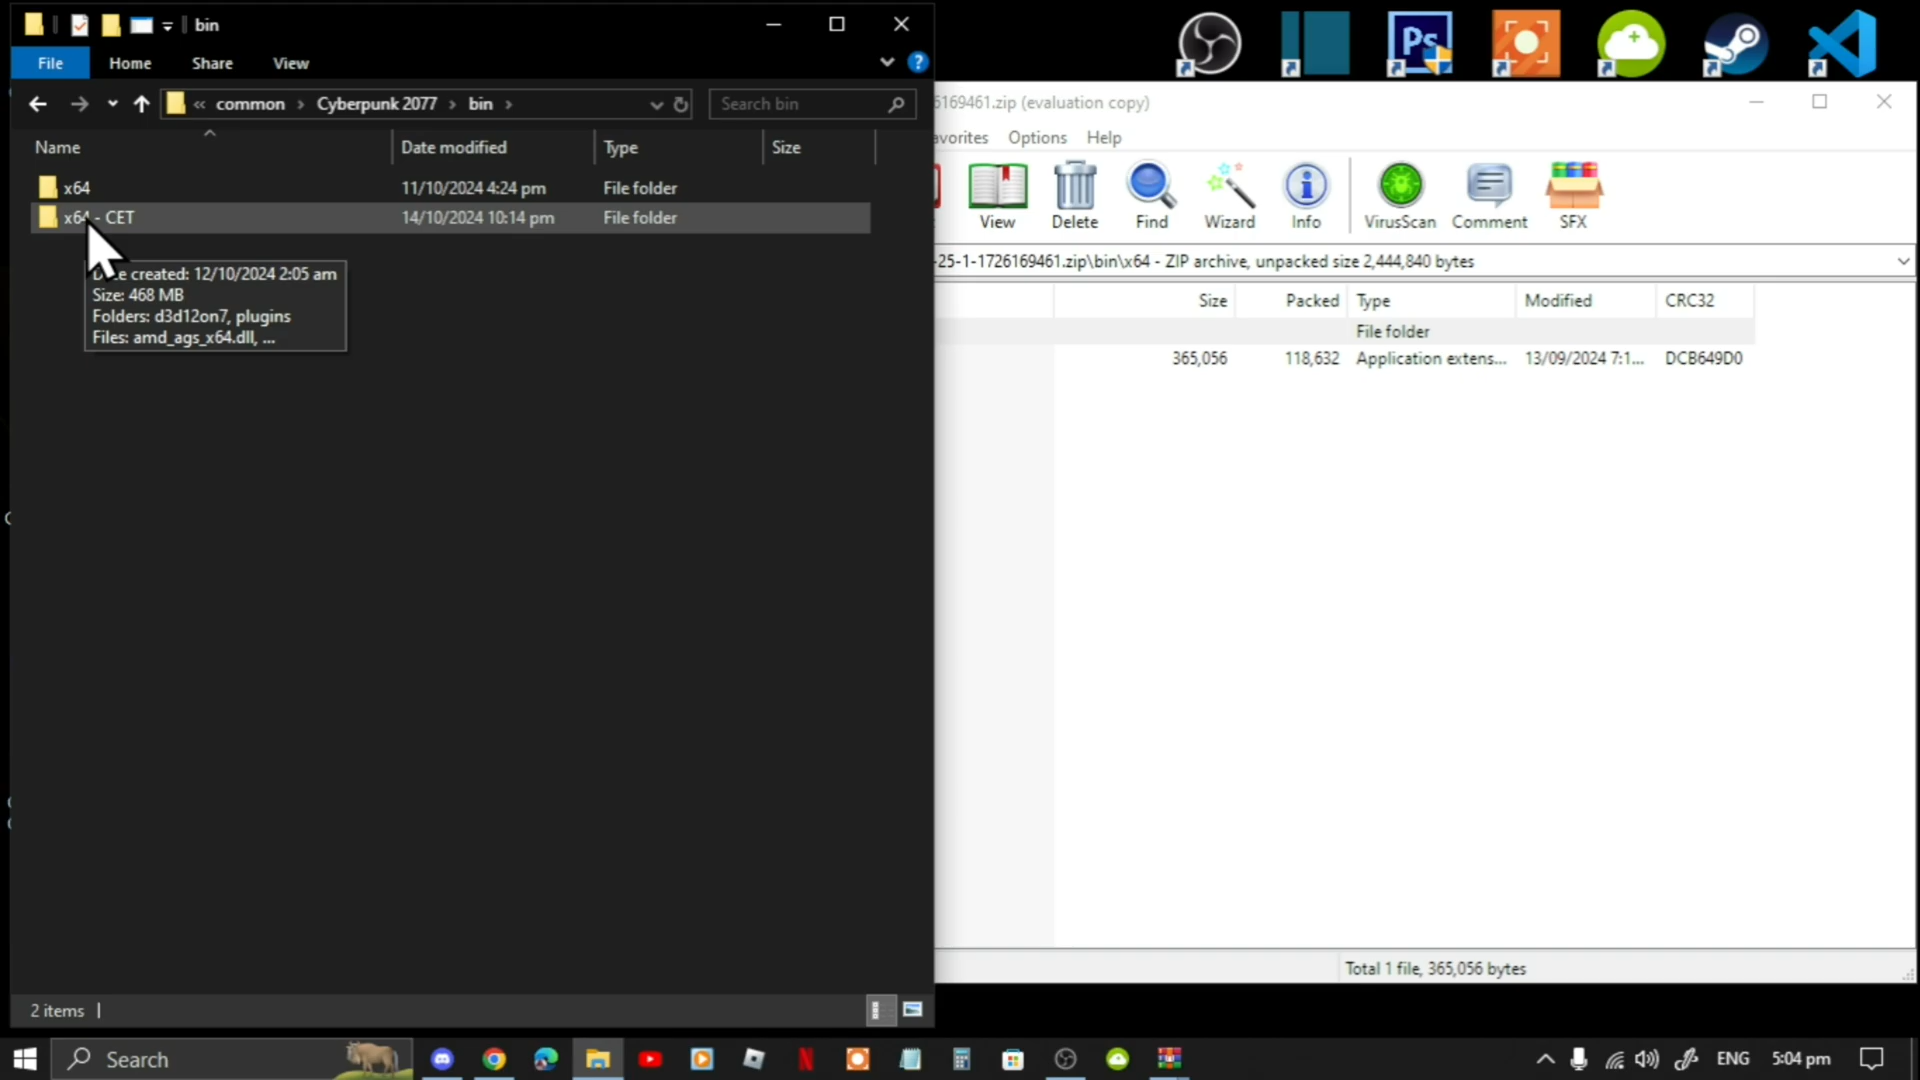 bin
File Home Share View
« common › Cyberpunk 2077 › bin › Search bin
Name Date modified Type Size
x64 11/10/2024 4:24 pm File folder
x64 - CET 14/10/2024 10:14 pm File folder
created: 12/10/2024 2:05 am
Size: 468 MB
Folders: d3d12on7, plugins
Files: amd_ags_x64.dll, ...
2 items
Ps
6169461.zip (evaluation copy)
avorites Options Help
View Delete Find Wizard Info VirusScan Comment SFX
-25-1-1726169461.zip\bin\x64 - ZIP archive, unpacked size 2,444,840 bytes
Size Packed Type Modified CRC32
File folder
365,056 118,632 Application extens... 13/09/2024 7:1... DCB649D0
Total 1 file, 365,056 bytes
Search
ENG 5:04 pm